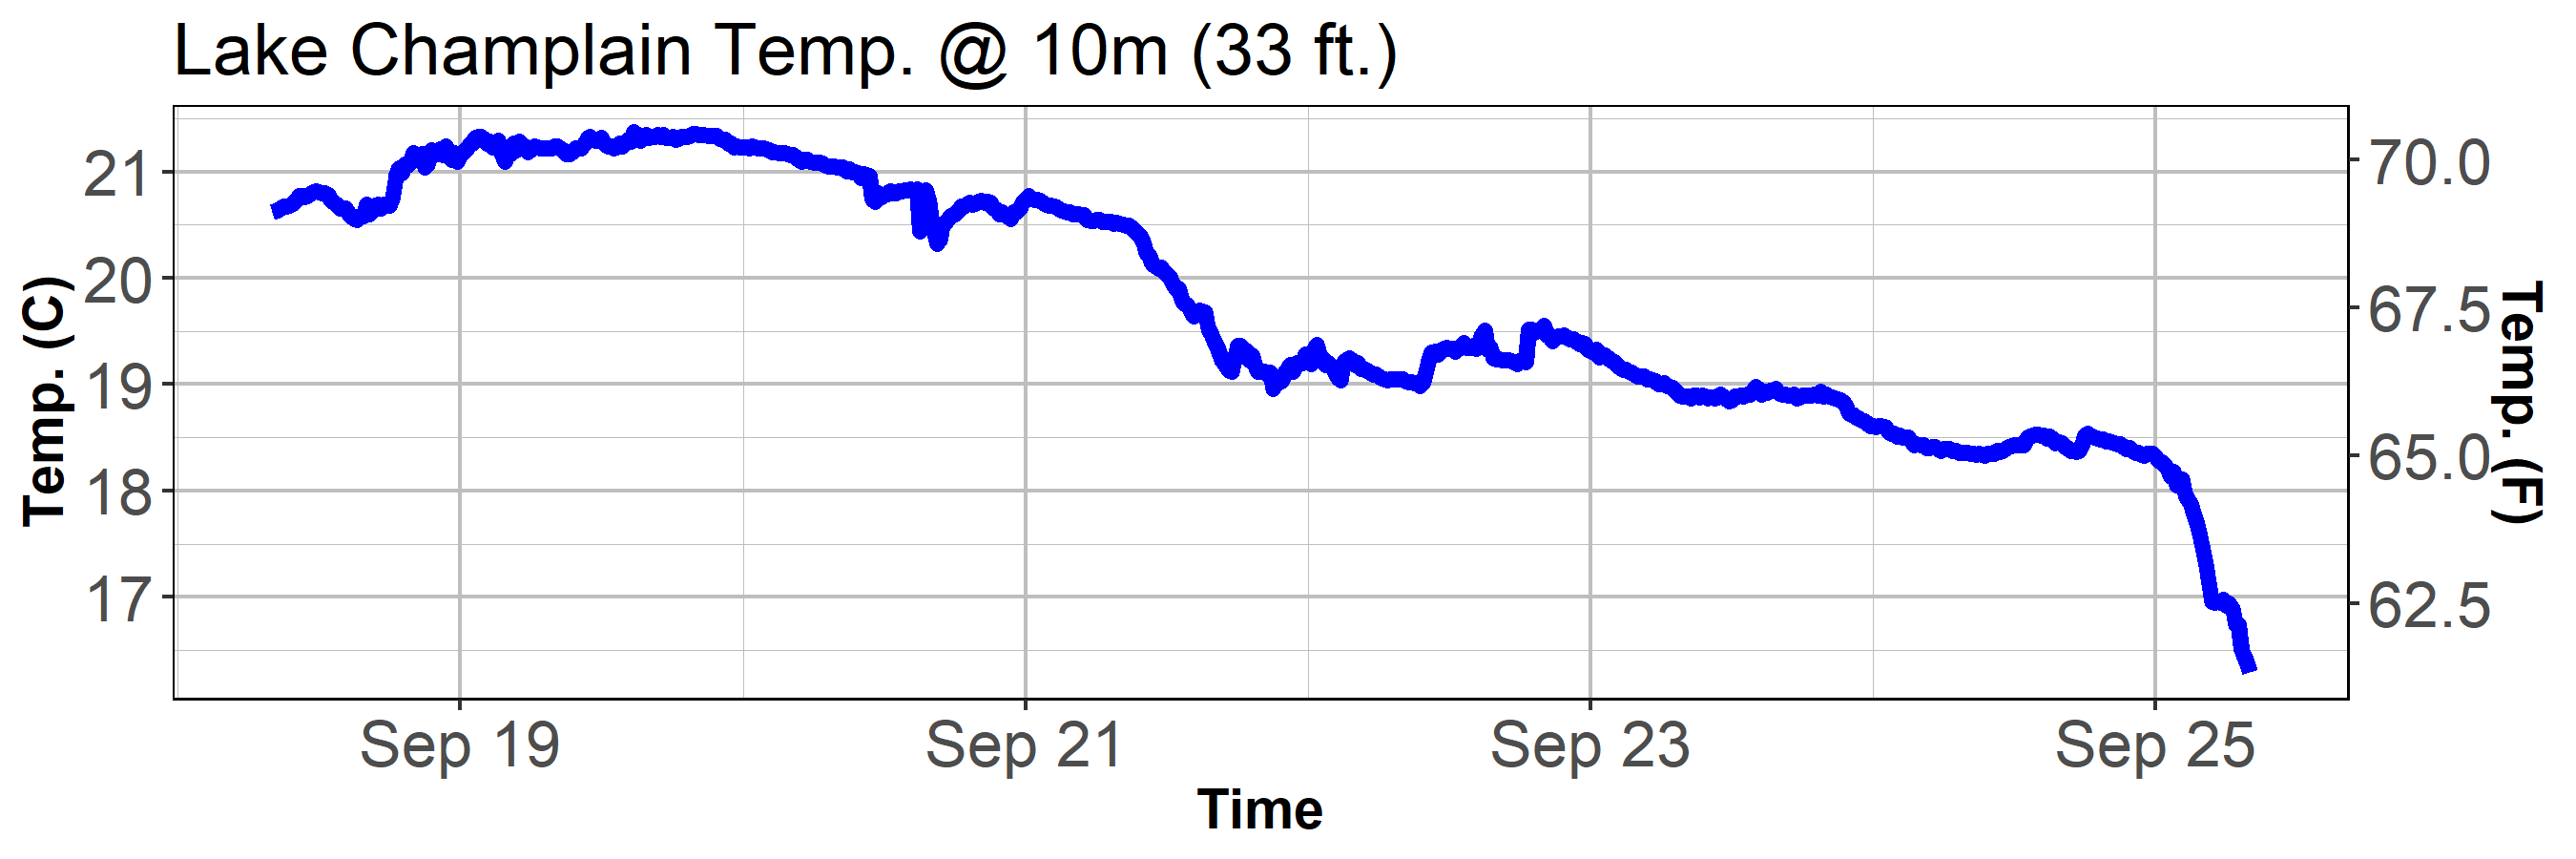 Lake Champlain Temp. @ 10m (33 ft.)
Temp. (C)
21
20
19
18
17
70.0
67.5
65.0
62.5
Temp. (F)
Sep 19
Sep 21
Sep 23
Sep 25
Time